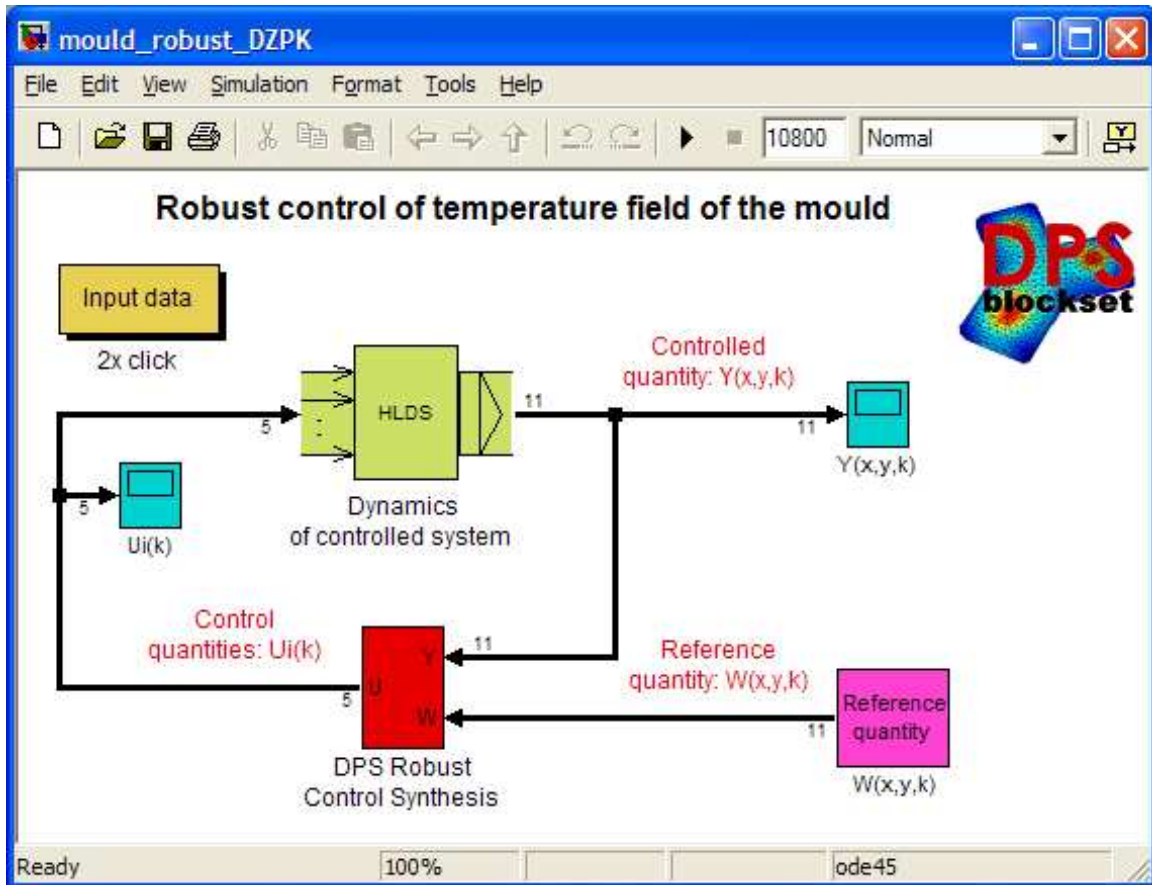 mould_robust_DZPK
File Edit View Simulation Format Tools Help
10800 Normal
Robust control of temperature field of the mould
DPS
blockset
Input data
2x click
Controlled
quantity: Y(x,y,k)
HLDS
11
5
11
Y(x,y,k)
5
Ui(k)
Dynamics
of controlled system
Control
quantities: Ui(k)
Y
11
Reference
quantity: W(x,y,k)
U
5
W
11
Reference
quantity
DPS Robust
Control Synthesis
W(x,y,k)
Ready 100% ode45